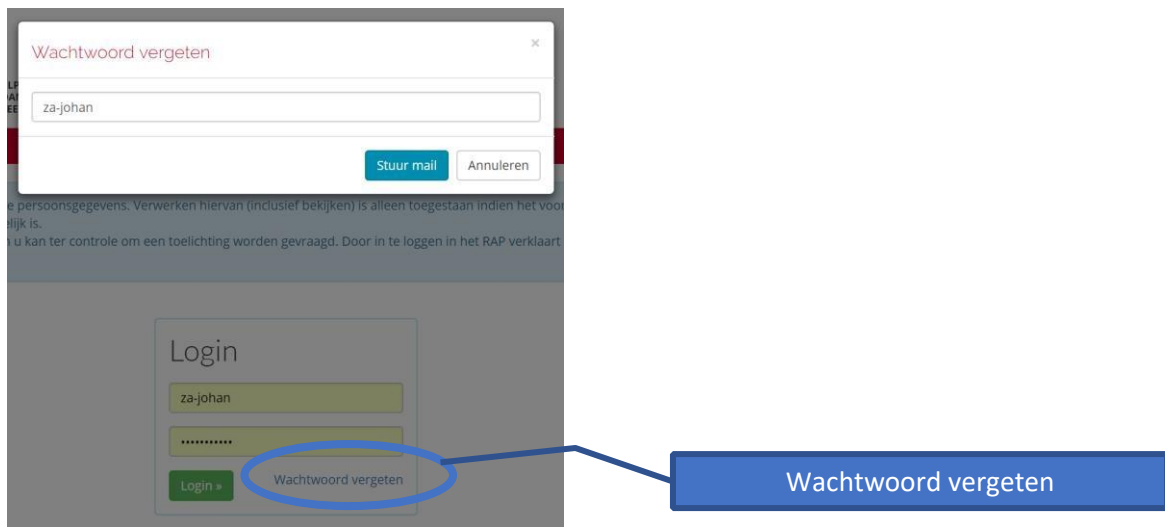 Wachtwoord vergeten
×
za-johan
Stuur mail
Annuleren
e persoonsgegevens. Verwerken hiervan (inclusief bekijken) is alleen toegestaan indien het voor
elijk is.
u kan ter controle om een toelichting worden gevraagd. Door in te loggen in het RAP verklaart
Login
za-johan
•••••••••••
Login »
Wachtwoord vergeten
Wachtwoord vergeten